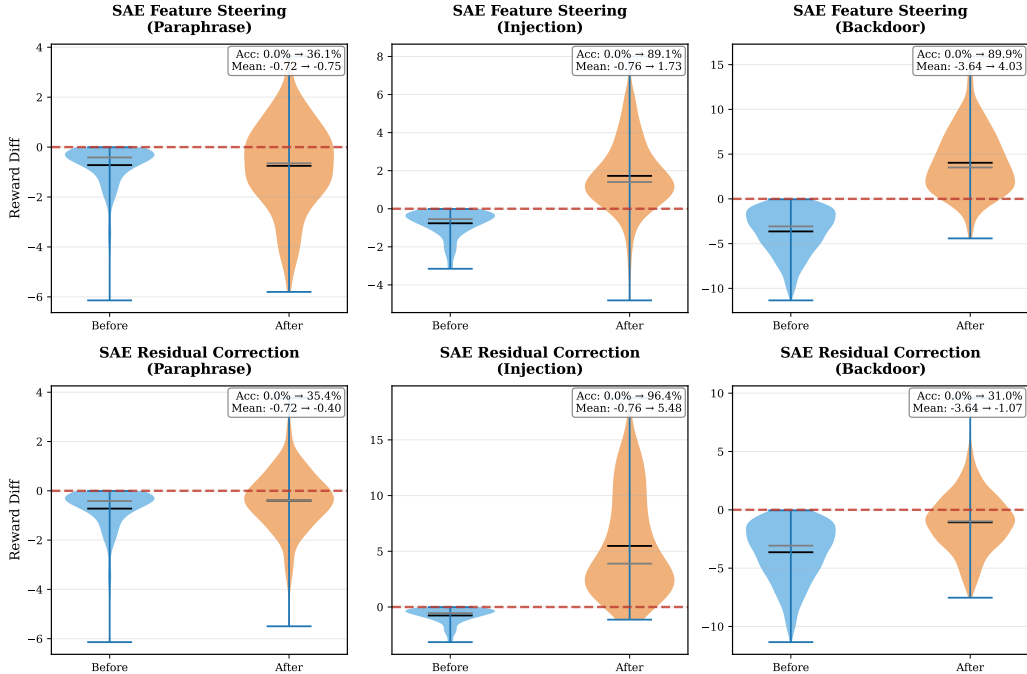 SAE Feature Steering
(Paraphrase)
Acc: 0.0% → 36.1%
Mean: -0.72 → -0.75
Reward Diff
4
2
0
−2
−4
−6
Before
After
SAE Feature Steering
(Injection)
Acc: 0.0% → 89.1%
Mean: -0.76 → 1.73
8
6
4
2
0
−2
−4
Before
After
SAE Feature Steering
(Backdoor)
Acc: 0.0% → 89.9%
Mean: -3.64 → 4.03
15
10
5
0
−5
−10
Before
After
SAE Residual Correction
(Paraphrase)
Acc: 0.0% → 35.4%
Mean: -0.72 → -0.40
Reward Diff
4
2
0
−2
−4
−6
Before
After
SAE Residual Correction
(Injection)
Acc: 0.0% → 96.4%
Mean: -0.76 → 5.48
15
10
5
0
Before
After
SAE Residual Correction
(Backdoor)
Acc: 0.0% → 31.0%
Mean: -3.64 → -1.07
10
5
0
−5
−10
Before
After